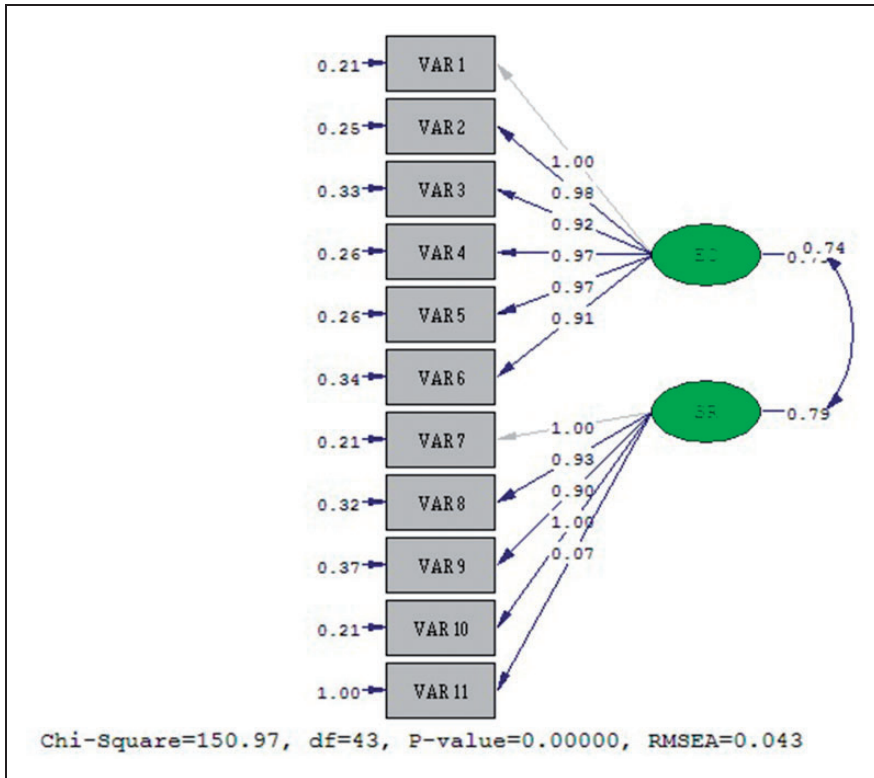 0.21 VAR 1
0.25 VAR 2
0.33 VAR 3
0.26 VAR 4
0.26 VAR 5
0.34 VAR 6
0.21 VAR 7
0.32 VAR 8
0.37 VAR 9
0.21 VAR 10
1.00 VAR 11
1.00
0.98
0.92
0.97
0.97
0.91
1.00
0.93
0.90
1.00
0.07
0.74
SR
0.79
Chi-Square=150.97, df=43, P-value=0.00000, RMSEA=0.043